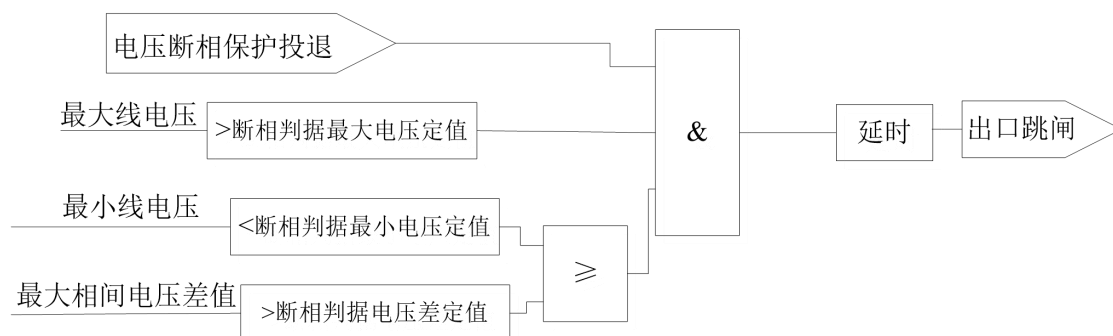 电压断相保护投退
最大线电压
>断相判据最大电压定值
&
延时
出口跳闸
最小线电压
<断相判据最小电压定值
≥
最大相间电压差值
>断相判据电压差定值